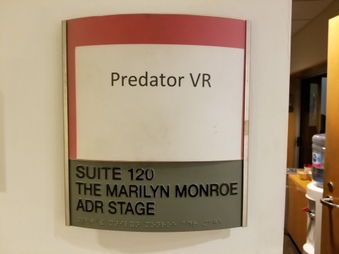 Predator VR
SUITE 120
THE MARILYN MONROE
ADR STAGE